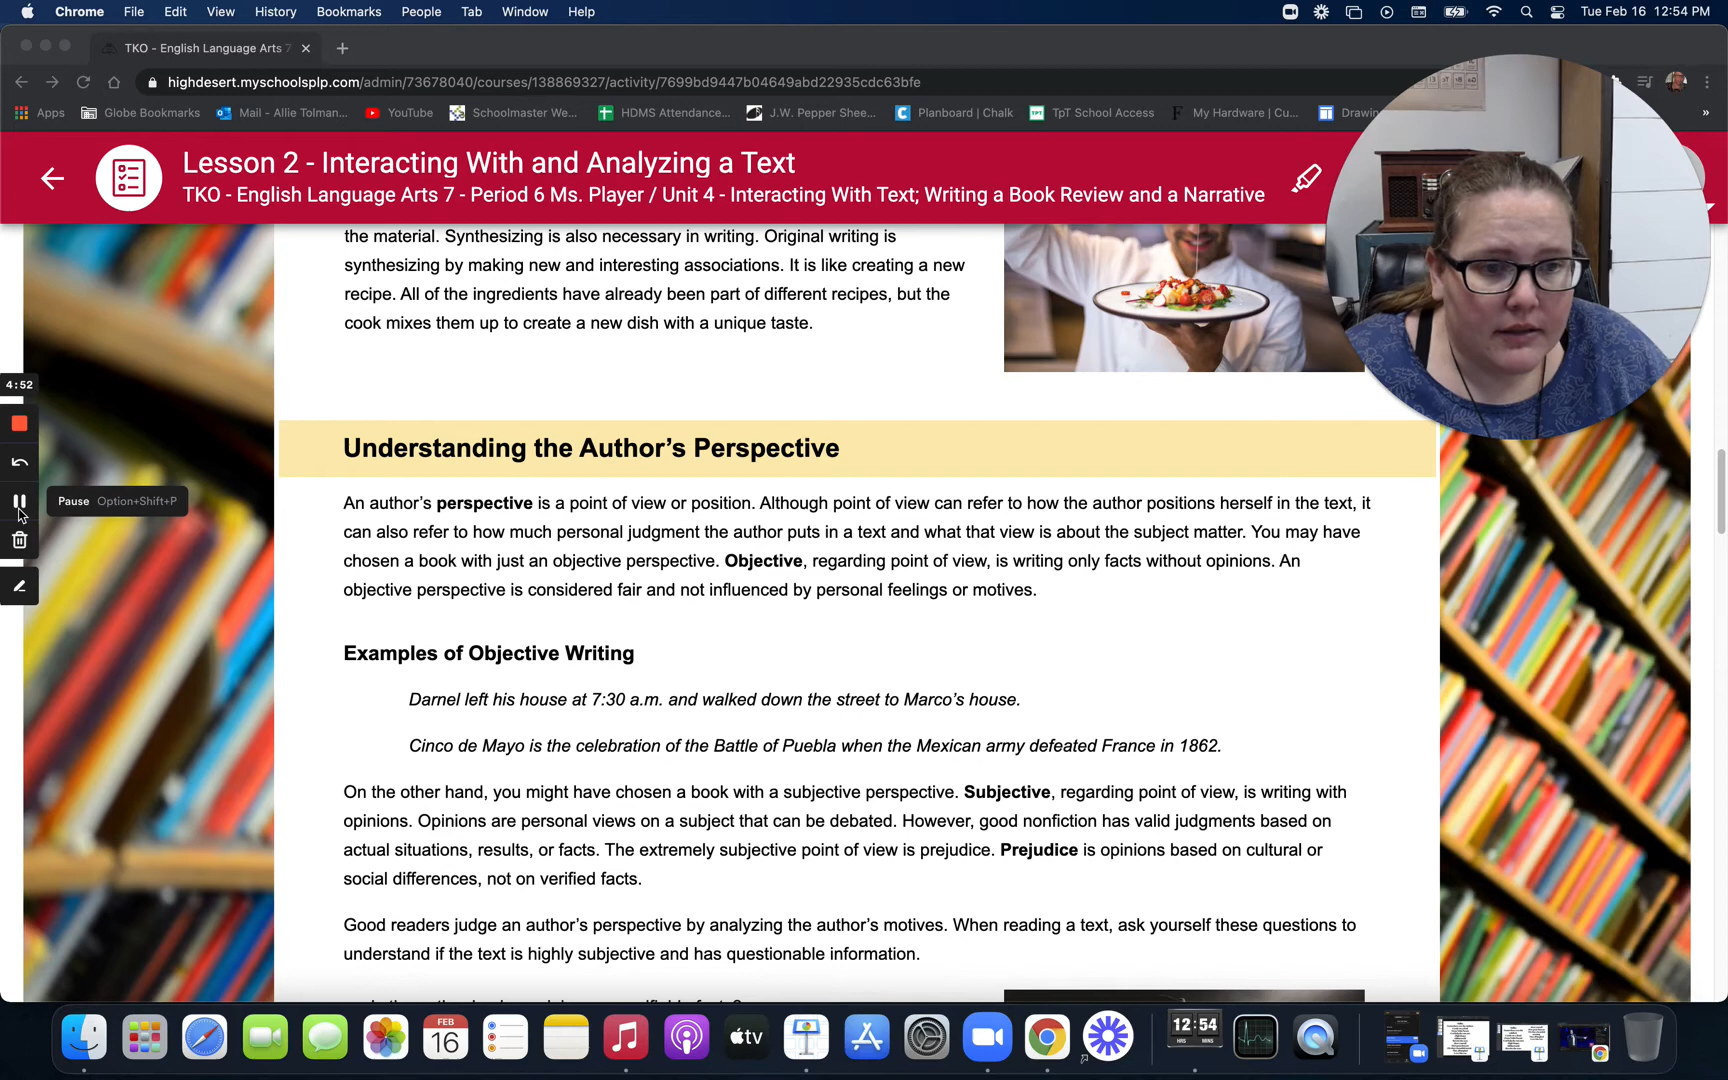 Chrome File Edit View History Bookmarks People Tab Window Help Tue Feb 16 12:54 PM
TKO - English Language Arts 7
highdesert.myschoolsplp.com/admin/73678040/courses/138869327/activity/7699bd9447b04649abd22935cdc63bfe
Apps Globe Bookmarks Mail - Allie Tolman... YouTube Schoolmaster We... HDMS Attendance... J.W. Pepper Shee... Planboard | Chalk TpT School Access My Hardware | Cu... Drawin
Lesson 2 - Interacting With and Analyzing a Text
TKO - English Language Arts 7 - Period 6 Ms. Player / Unit 4 - Interacting With Text; Writing a Book Review and a Narrative
the material. Synthesizing is also necessary in writing. Original writing is
synthesizing by making new and interesting associations. It is like creating a new
recipe. All of the ingredients have already been part of different recipes, but the
cook mixes them up to create a new dish with a unique taste.
4:52
Understanding the Author's Perspective
Pause Option+Shift+P
An author's perspective is a point of view or position. Although point of view can refer to how the author positions herself in the text, it
can also refer to how much personal judgment the author puts in a text and what that view is about the subject matter. You may have
chosen a book with just an objective perspective. Objective, regarding point of view, is writing only facts without opinions. An
objective perspective is considered fair and not influenced by personal feelings or motives.
Examples of Objective Writing
Darnel left his house at 7:30 a.m. and walked down the street to Marco's house.
Cinco de Mayo is the celebration of the Battle of Puebla when the Mexican army defeated France in 1862.
On the other hand, you might have chosen a book with a subjective perspective. Subjective, regarding point of view, is writing with
opinions. Opinions are personal views on a subject that can be debated. However, good nonfiction has valid judgments based on
actual situations, results, or facts. The extremely subjective point of view is prejudice. Prejudice is opinions based on cultural or
social differences, not on verified facts.
Good readers judge an author's perspective by analyzing the author's motives. When reading a text, ask yourself these questions to
understand if the text is highly subjective and has questionable information.
FEB
16
tv
12:54
HRS MINS